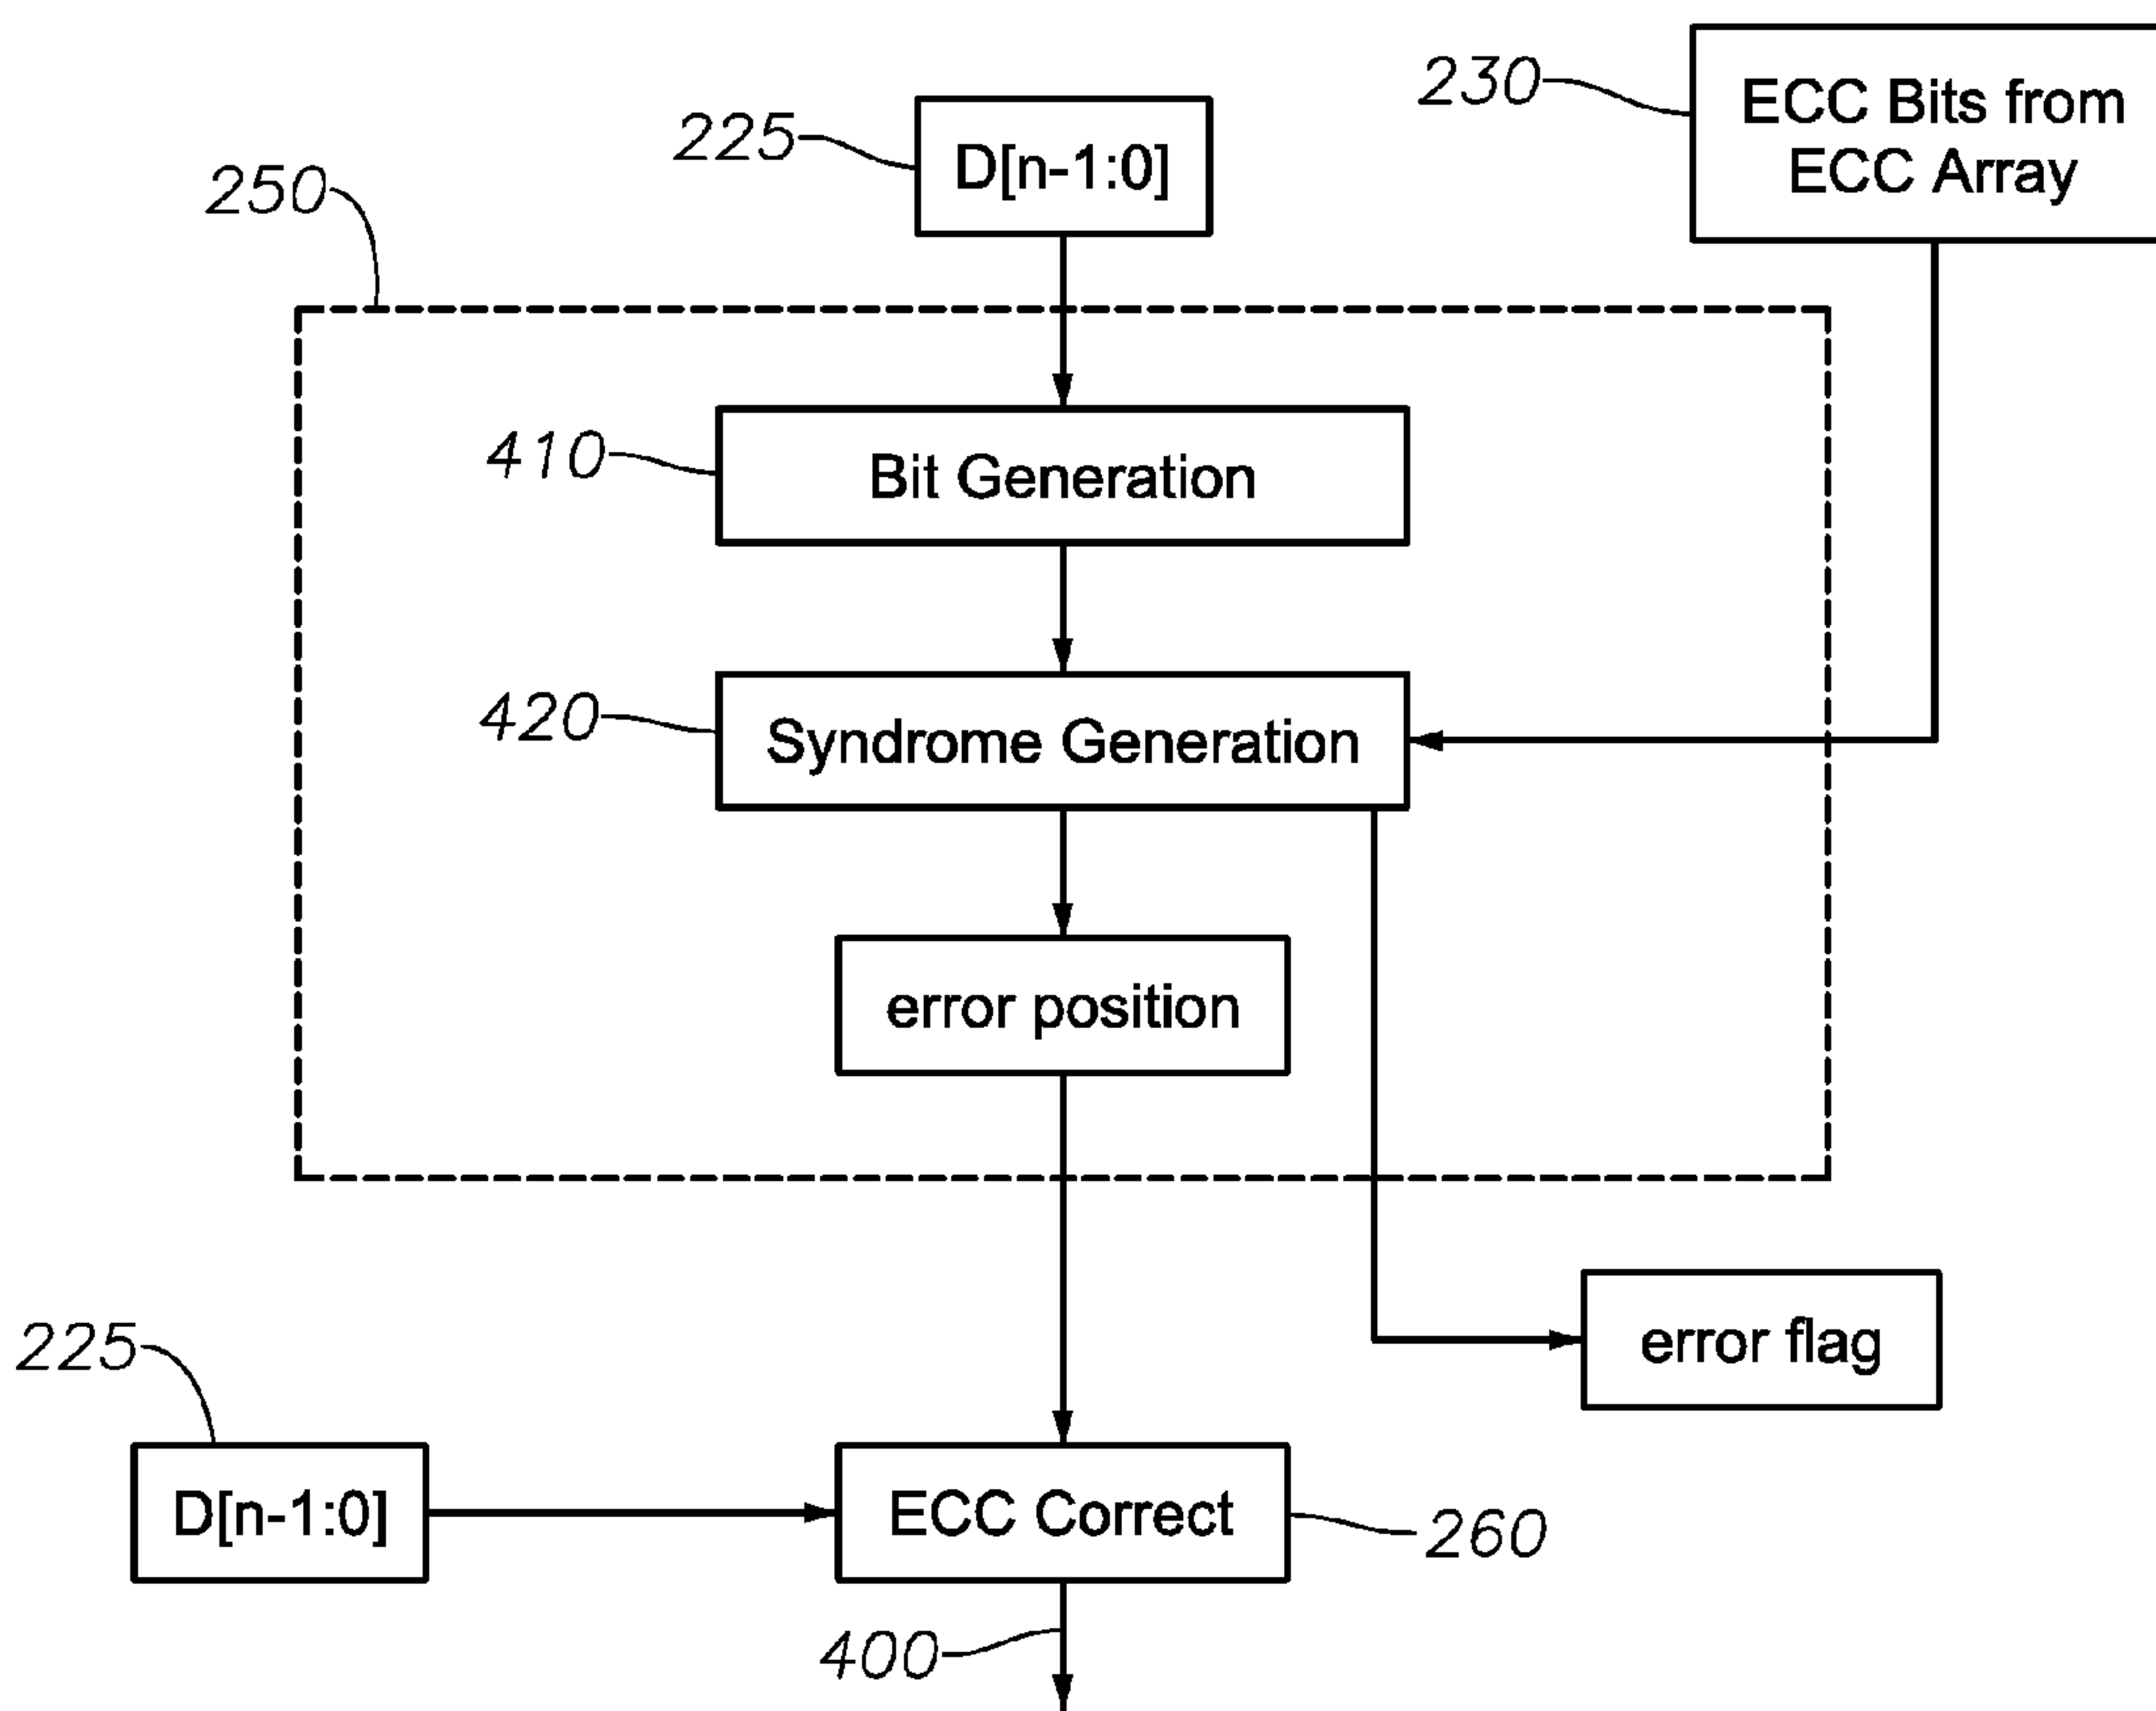 230
ECC Bits from
ECC Array
225
D[n-1:0]
250
410
Bit Generation
420
Syndrome Generation
error position
225
error flag
D[n-1:0]
ECC Correct
260
400